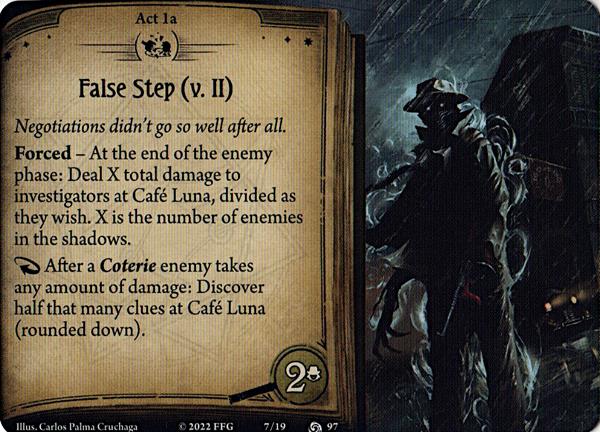 Act 1a
False Step (v. II)
Negotiations didn't go so well after all.
Forced – At the end of the enemy
phase: Deal X total damage to
investigators at Café Luna, divided as
they wish. X is the number of enemies
in the shadows.
After a Coterie enemy takes
any amount of damage: Discover
half that many clues at Café Luna
(rounded down).
2
Illus. Carlos Palma Cruchaga © 2022 FFG 7/19 97